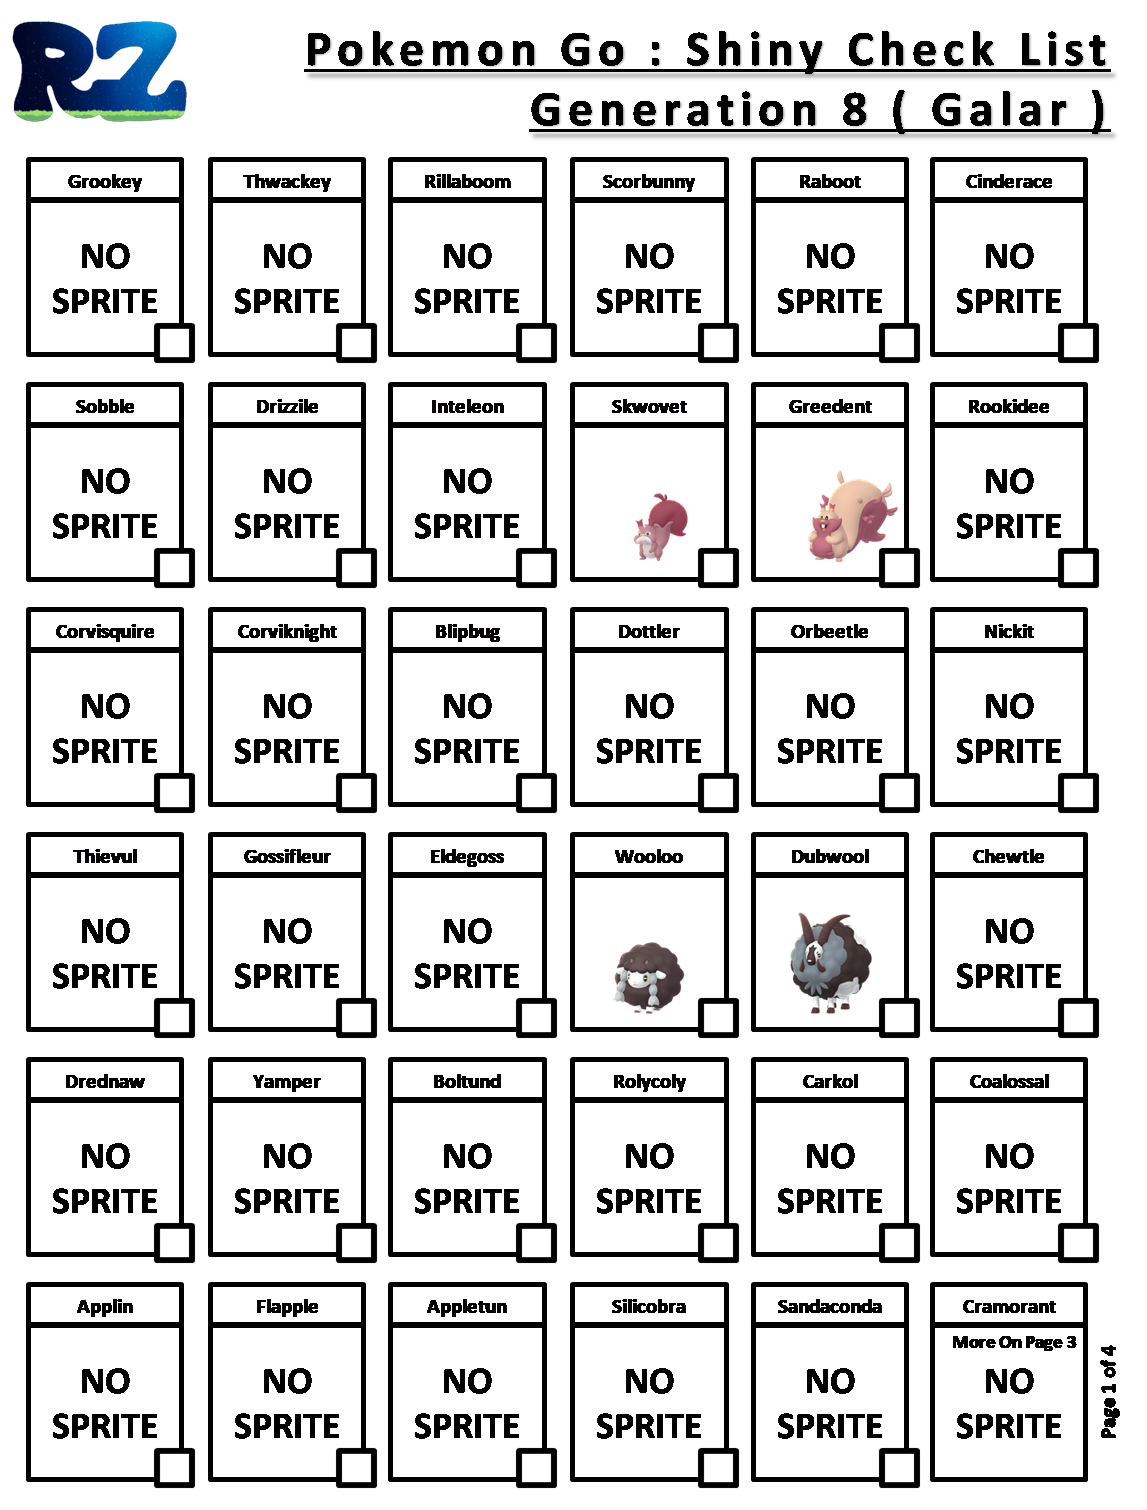 RZ
Pokemon Go : Shiny Check List
Generation 8 ( Galar )
Grookey Thwackey Rillaboom Scorbunny Raboot Cinderace
NO NO NO NO NO NO
SPRITE SPRITE SPRITE SPRITE SPRITE SPRITE
Sobble Drizzile Inteleon Skwovet Greedent Rookidee
NO NO NO NO
SPRITE SPRITE SPRITE SPRITE
Corvisquire Corviknight Blipbug Dottler Orbeetle Nickit
NO NO NO NO NO NO
SPRITE SPRITE SPRITE SPRITE SPRITE SPRITE
Thievul Gossifleur Eldegoss Wooloo Dubwool Chewtle
NO NO NO NO
SPRITE SPRITE SPRITE SPRITE
Drednaw Yamper Boltund Rolycoly Carkol Coalossal
NO NO NO NO NO NO
SPRITE SPRITE SPRITE SPRITE SPRITE SPRITE
Applin Flapple Appletun Silicobra Sandaconda Cramorant
More On Page 3
NO NO NO NO NO NO
SPRITE SPRITE SPRITE SPRITE SPRITE SPRITE
Page 1 of 4